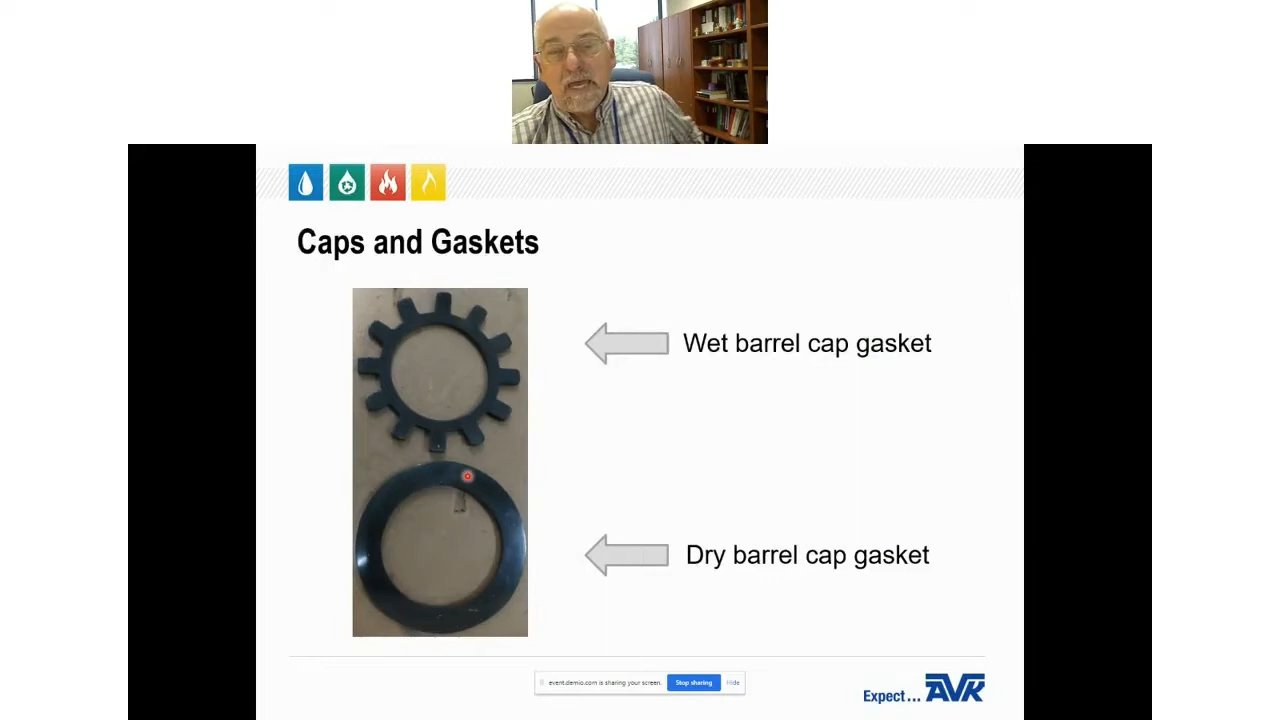 Caps and Gaskets
Wet barrel cap gasket
Dry barrel cap gasket
event.demio.com is sharing your screen.
Stop sharing
Hide
Expect... AVK